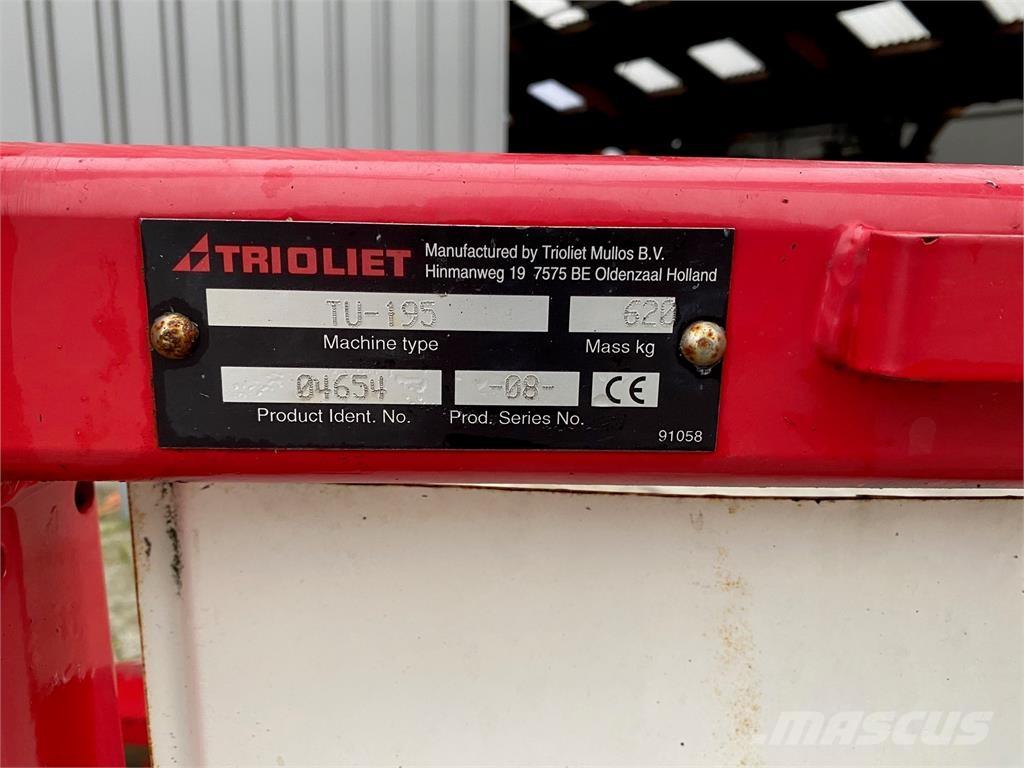 TRIOLIET
Manufactured by Trioliet Mullos B.V.
Hinmanweg 19 7575 BE Oldenzaal Holland
TU-195 620
Machine type Mass kg
04654 -08- CE
Product Ident. No. Prod. Series No.
91058
MASCUS